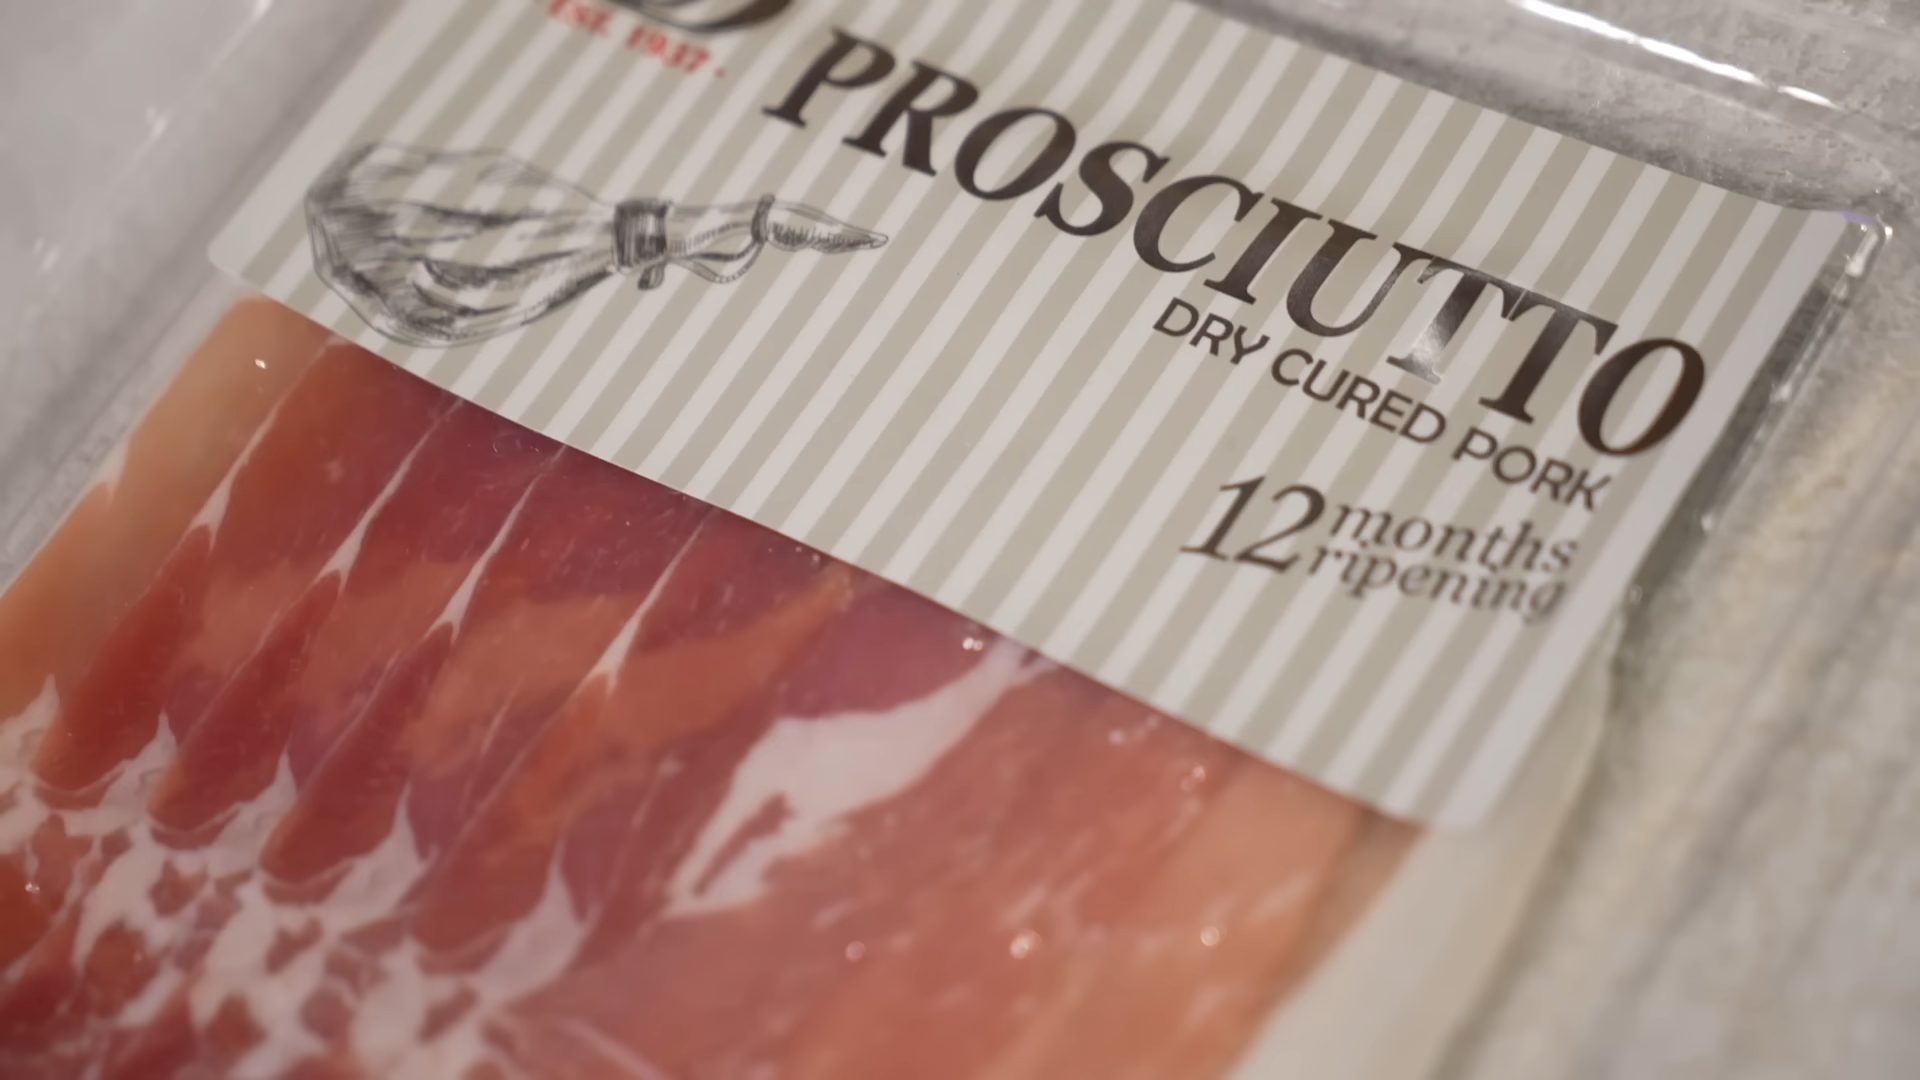 EST. 1937 ·
PROSCIUTTO
DRY CURED PORK
12 months
ripening